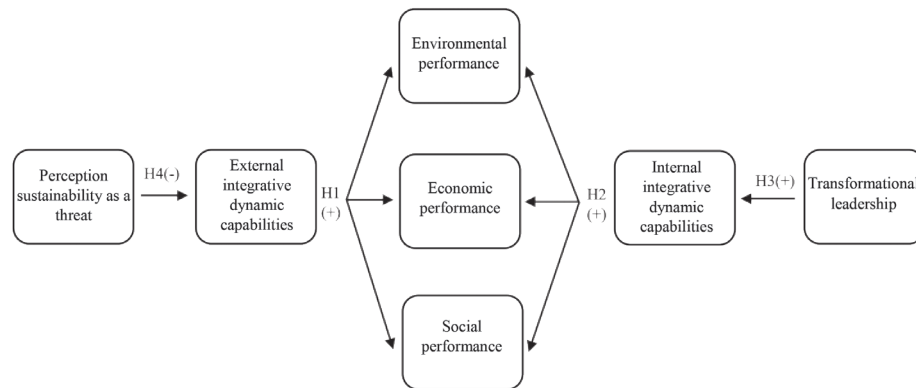 Environmental
performance
Perception
sustainability as a
threat
H4(-)
External
integrative
dynamic
capabilities
H1
(+)
Economic
performance
H2
(+)
Internal
integrative
dynamic
capabilities
H3(+)
Transformational
leadership
Social
performance